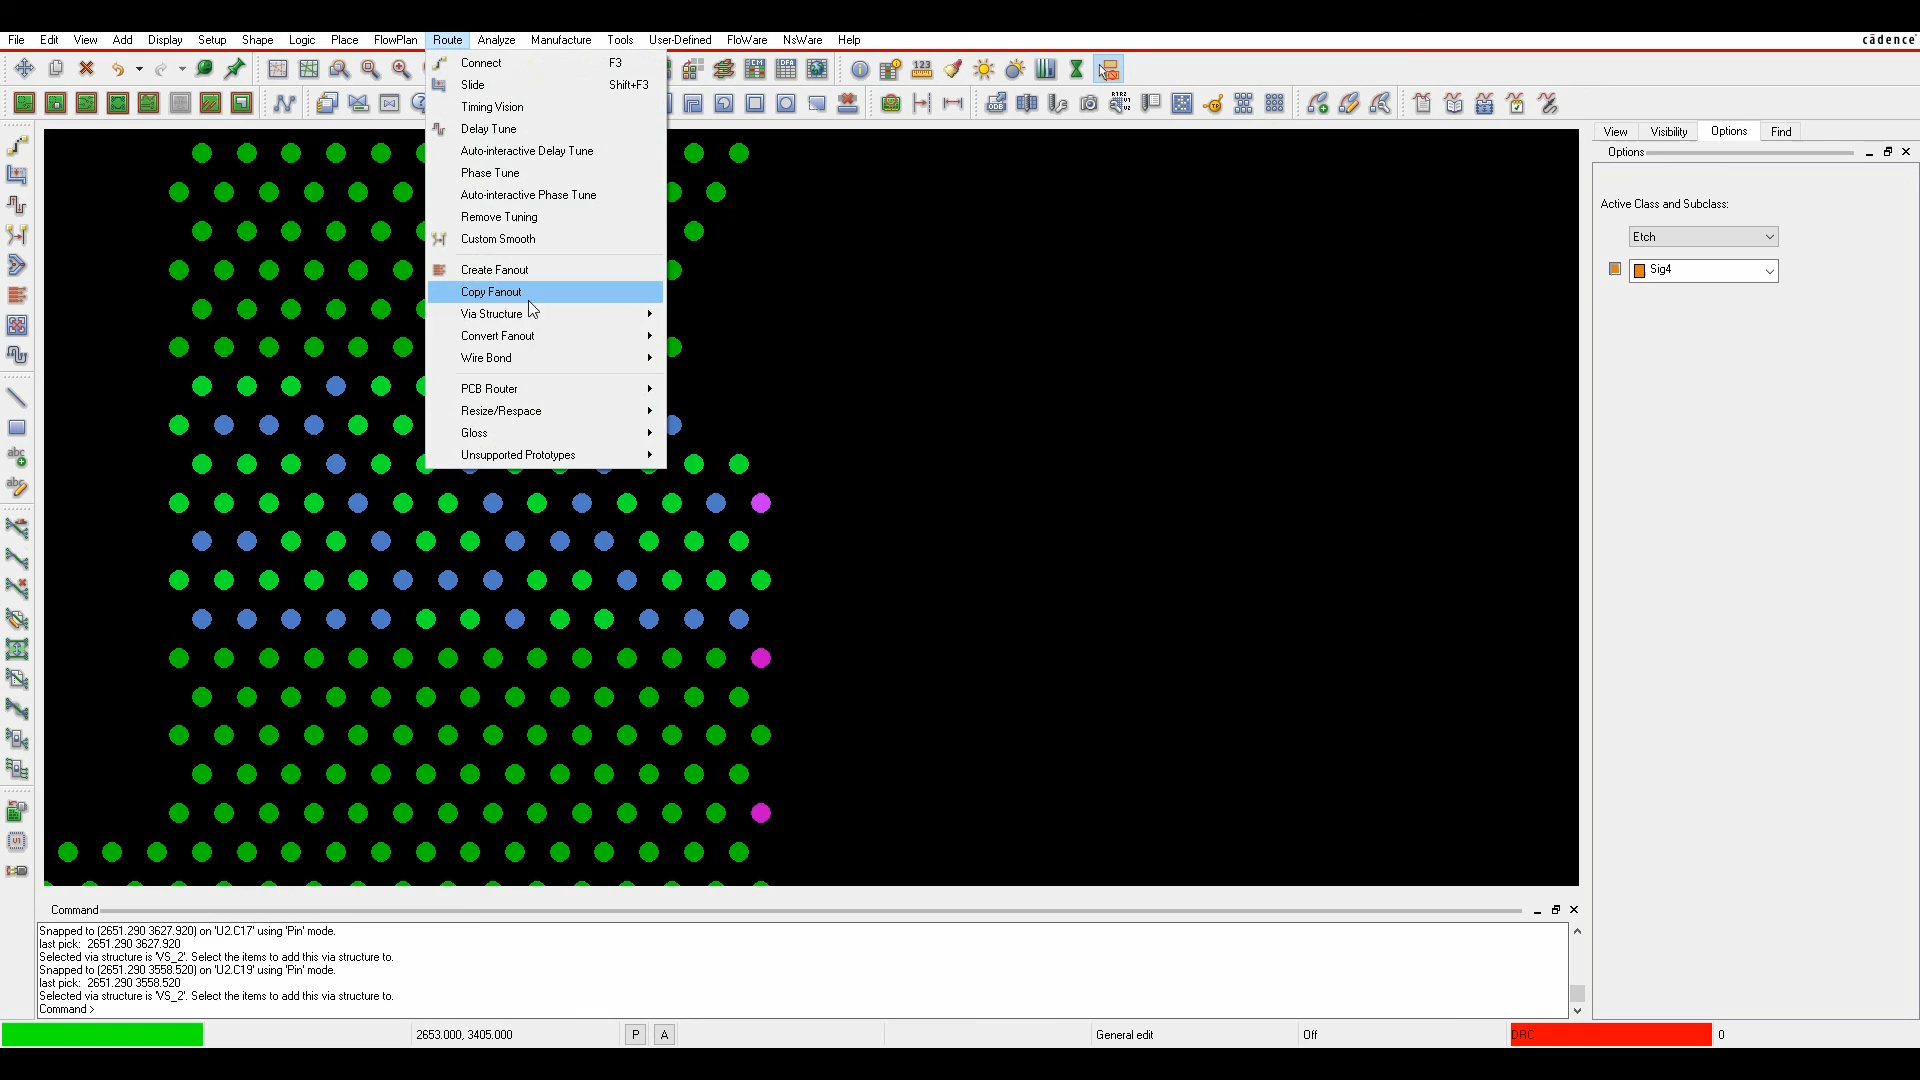 File Edit View Add Display Setup Shape Logic Place FlowPlan Route Analyze Manufacture Tools User-Defined FloWare NsWare Help
cādence
Connect F3
Slide Shift+F3
Timing Vision
Delay Tune
Auto-interactive Delay Tune
Phase Tune
Auto-interactive Phase Tune
Remove Tuning
Custom Smooth
Create Fanout
Copy Fanout
Via Structure
Convert Fanout
Wire Bond
PCB Router
Resize/Respace
Gloss
Unsupported Prototypes
View Visibility Options Find
Options
Active Class and Subclass:
Etch
Sig4
Command
Snapped to (2651.290 3627.920) on 'U2.C17' using 'Pin' mode.
last pick: 2651.290 3627.920
Selected via structure is 'VS_2'. Select the items to add this via structure to.
Snapped to (2651.290 3558.520) on 'U2.C19' using 'Pin' mode.
last pick: 2651.290 3558.520
Selected via structure is 'VS_2'. Select the items to add this via structure to.
Command >
2653.000, 3405.000 P A General edit Off DRC 0